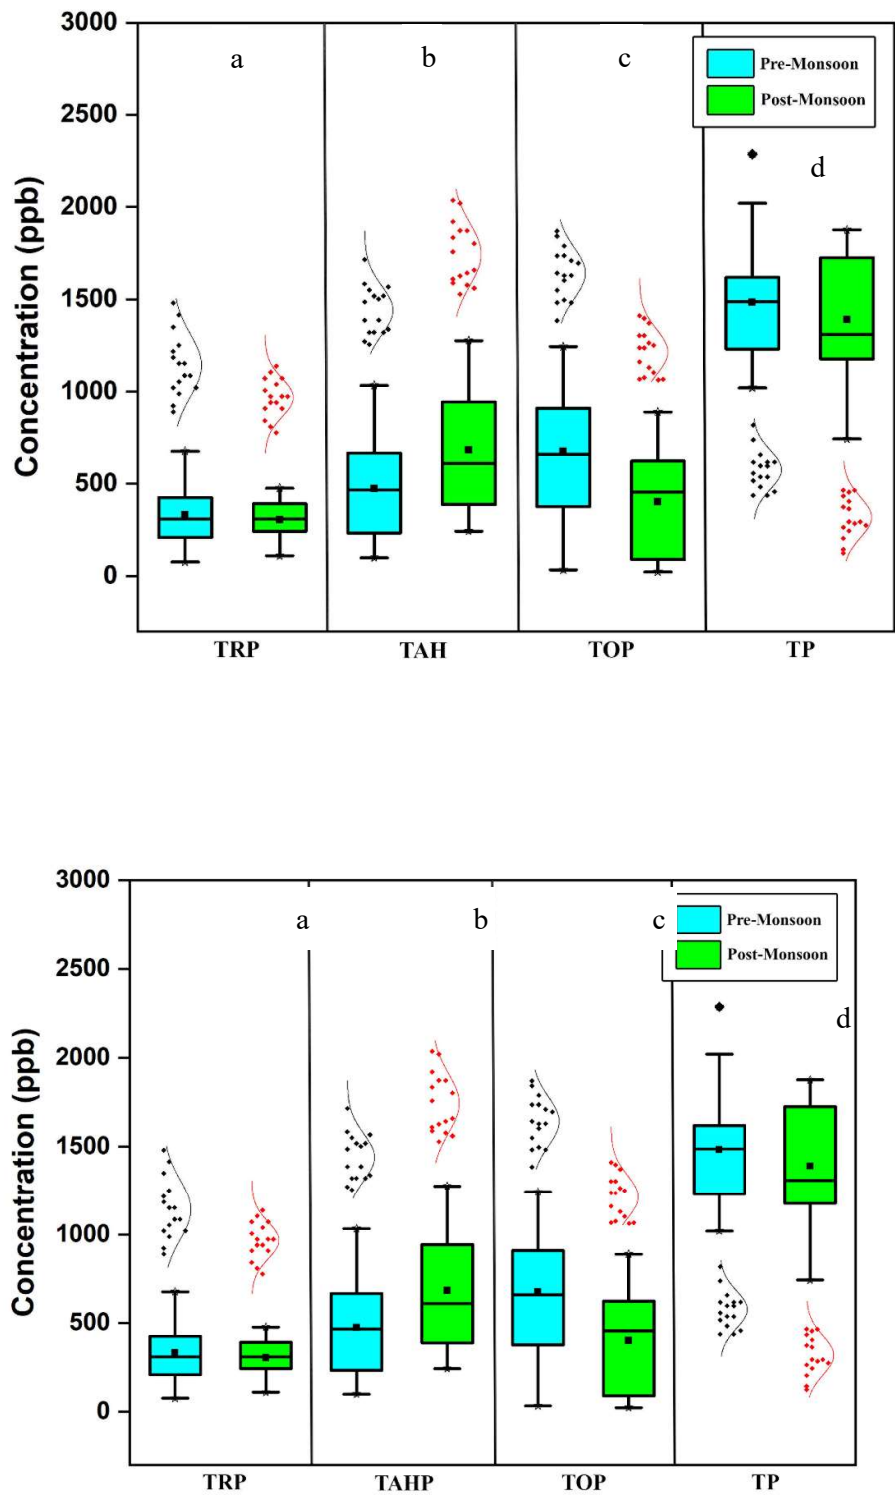 3000
a
b
c
Pre-Monsoon
Post-Monsoon
2500
d
2000
1500
1000
500
0
Concentration (ppb)
TRP
TAH
TOP
TP
3000
a
b
c
Pre-Monsoon
Post-Monsoon
2500
d
2000
1500
1000
500
0
Concentration (ppb)
TRP
TAHP
TOP
TP